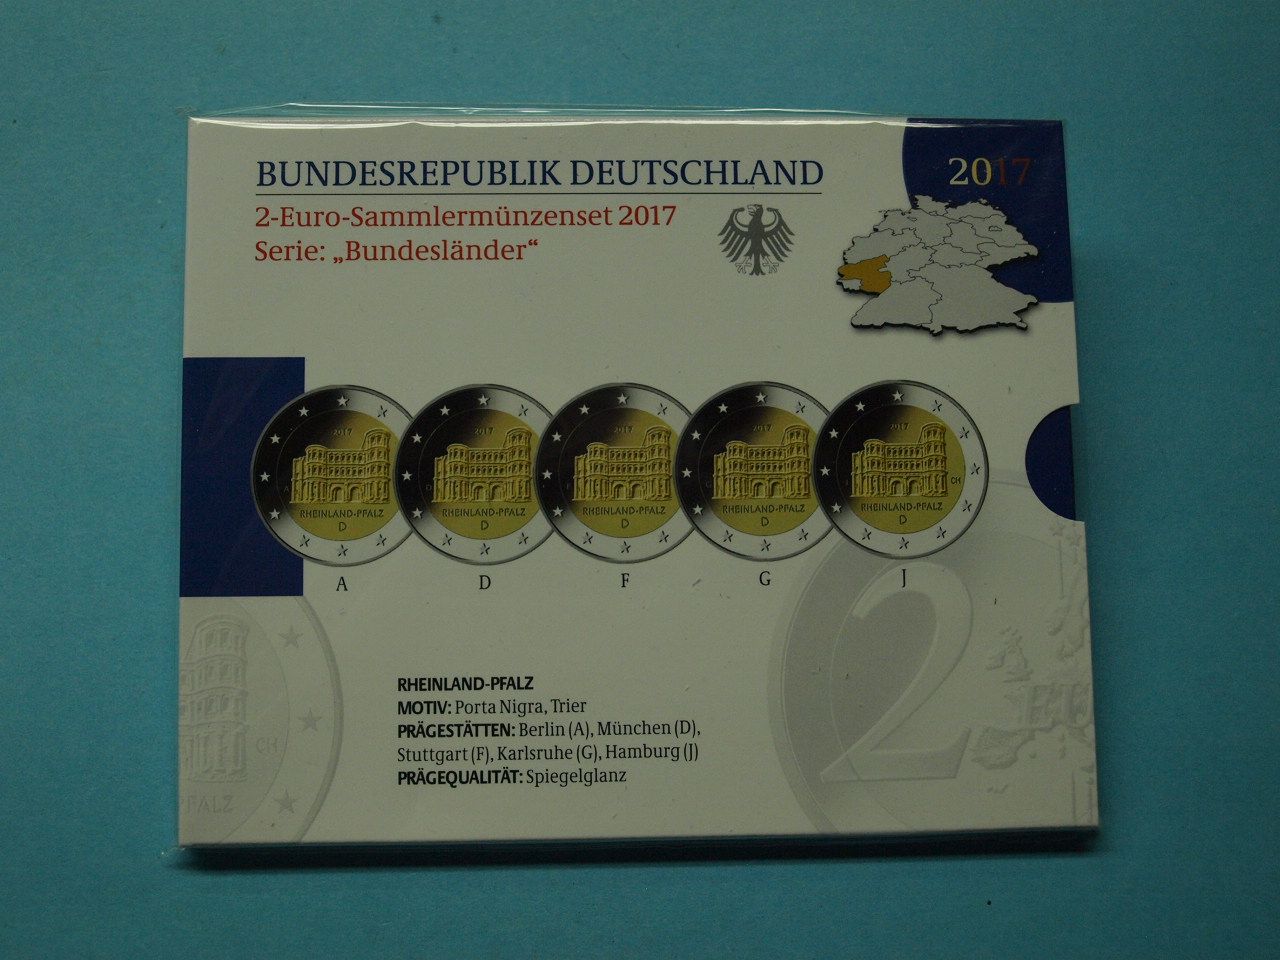 BUNDESREPUBLIK DEUTSCHLAND
2017
2-Euro-Sammlermünzenset 2017
Serie: „Bundesländer“
2017
RHEINLAND-PFALZ
D
2017
RHEINLAND-PFALZ
D
2017
RHEINLAND-PFALZ
D
2017
RHEINLAND-PFALZ
D
2017
CH
RHEINLAND-PFALZ
D
A
D
F
G
J
RHEINLAND-PFALZ
MOTIV: Porta Nigra, Trier
PRÄGESTÄTTEN: Berlin (A), München (D),
Stuttgart (F), Karlsruhe (G), Hamburg (J)
PRÄGEQUALITÄT: Spiegelglanz
CH
PFALZ
2